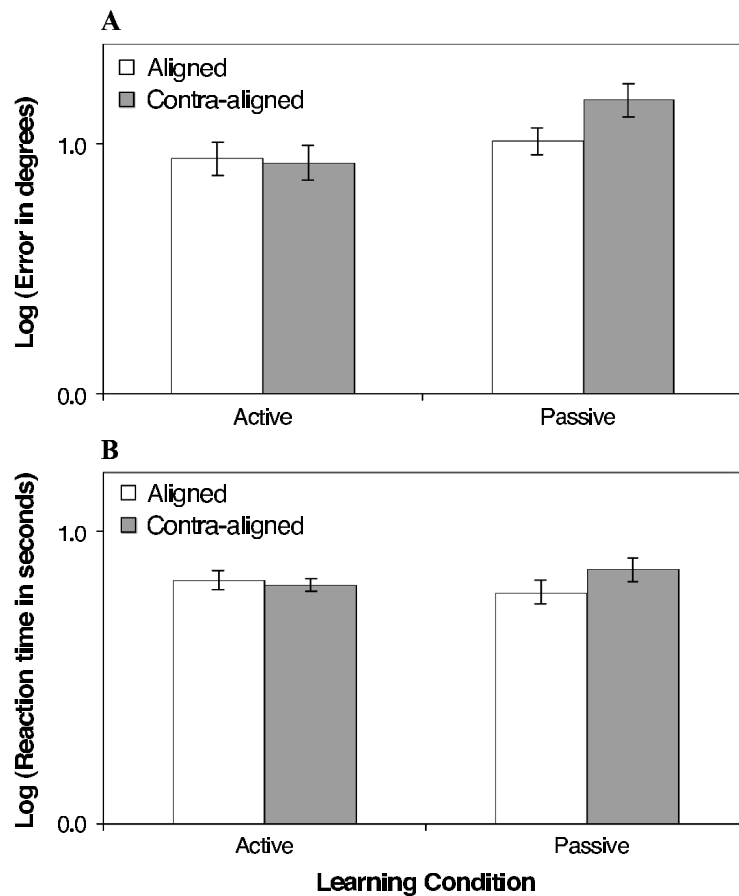 A
Aligned
Contra-aligned
Log (Error in degrees)
1.0
0.0
Active Passive
B
Aligned
Contra-aligned
Log (Reaction time in seconds)
1.0
0.0
Active Passive
Learning Condition